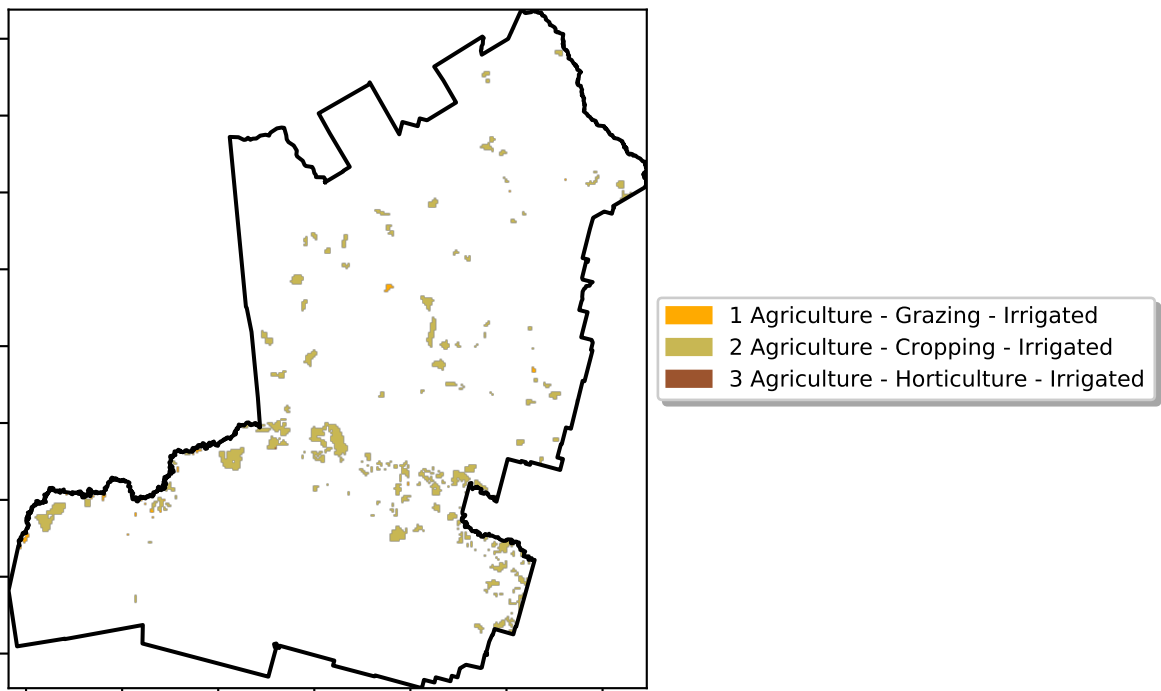 1 Agriculture - Grazing - Irrigated
2 Agriculture - Cropping - Irrigated
3 Agriculture - Horticulture - Irrigated